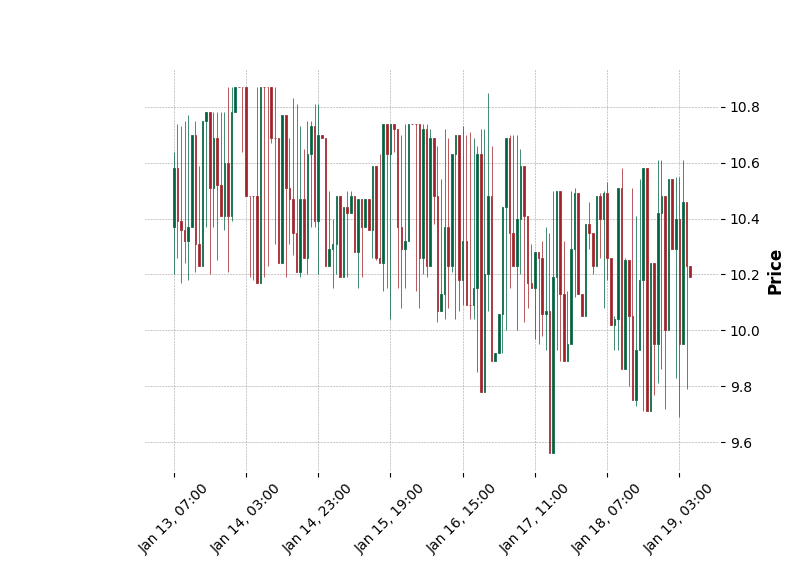 10.8
10.6
10.4
10.2
10.0
9.8
9.6
Price
Jan 13, 07:00
Jan 14, 03:00
Jan 14, 23:00
Jan 15, 19:00
Jan 16, 15:00
Jan 17, 11:00
Jan 18, 07:00
Jan 19, 03:00